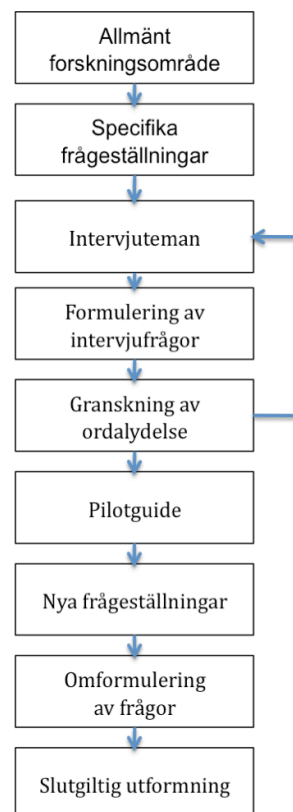 Allmänt
forskningsområde
Specifika
frågeställningar
Intervjuteman
Formulering av
intervjufrågor
Granskning av
ordalydelse
Pilotguide
Nya frågeställningar
Omformulering
av frågor
Slutgiltig utformning